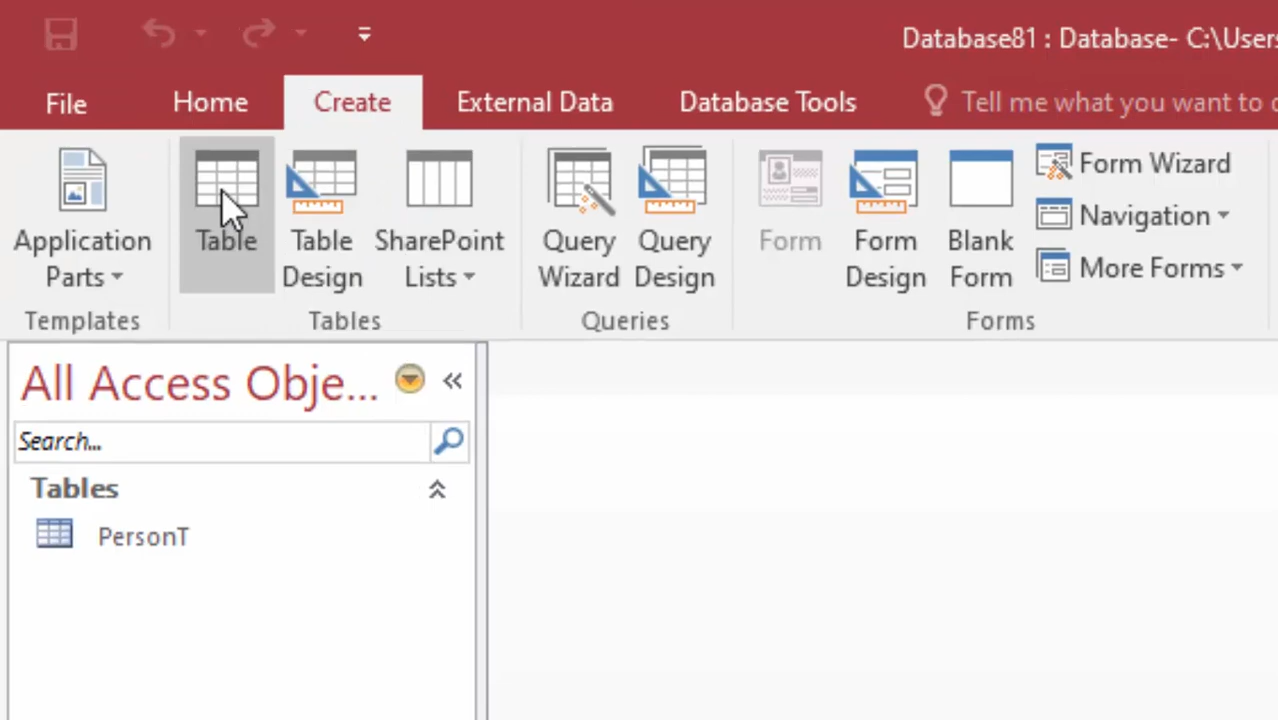 Database81 : Database- C:\Users
File Home Create External Data Database Tools Tell me what you want to
Application Parts
Table
Table Design
SharePoint Lists
Templates
Tables
Query Wizard
Query Design
Queries
Form
Form Design
Blank Form
Form Wizard
Navigation
More Forms
Forms
All Access Obje...
Search...
Tables
PersonT